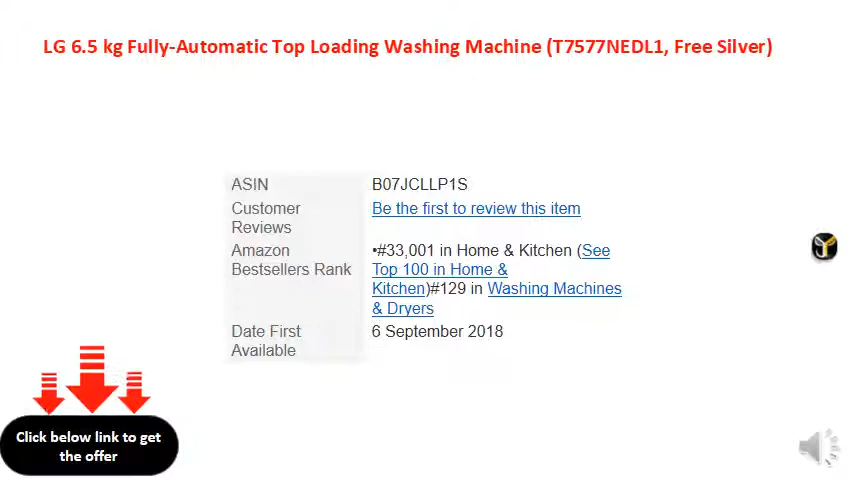 LG 6.5 kg Fully-Automatic Top Loading Washing Machine (T7577NEDL1, Free Silver)
ASIN B07JCLLP1S
Customer Reviews Be the first to review this item
Amazon Bestsellers Rank •#33,001 in Home & Kitchen (See
Top 100 in Home &
Kitchen)#129 in Washing Machines
& Dryers
Date First Available 6 September 2018
Click below link to get
the offer